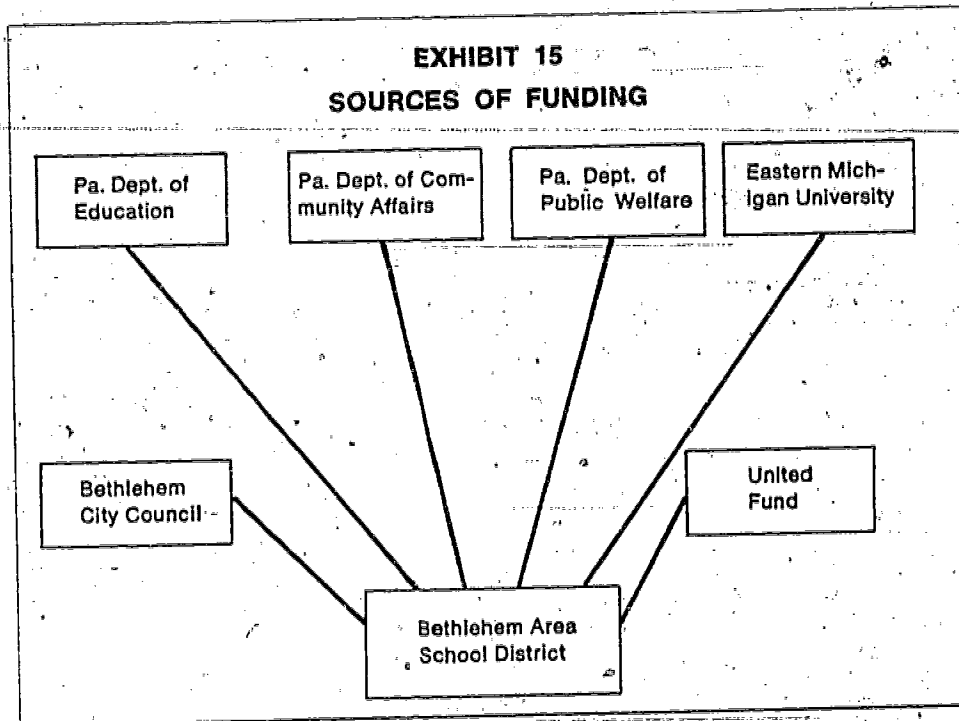 EXHIBIT 15
SOURCES OF FUNDING
Pa. Dept. of
Education
Pa. Dept. of Com-
munity Affairs
Pa. Dept. of
Public Welfare
Eastern Mich-
igan University
Bethlehem
City Council
United
Fund
Bethlehem Area
School District